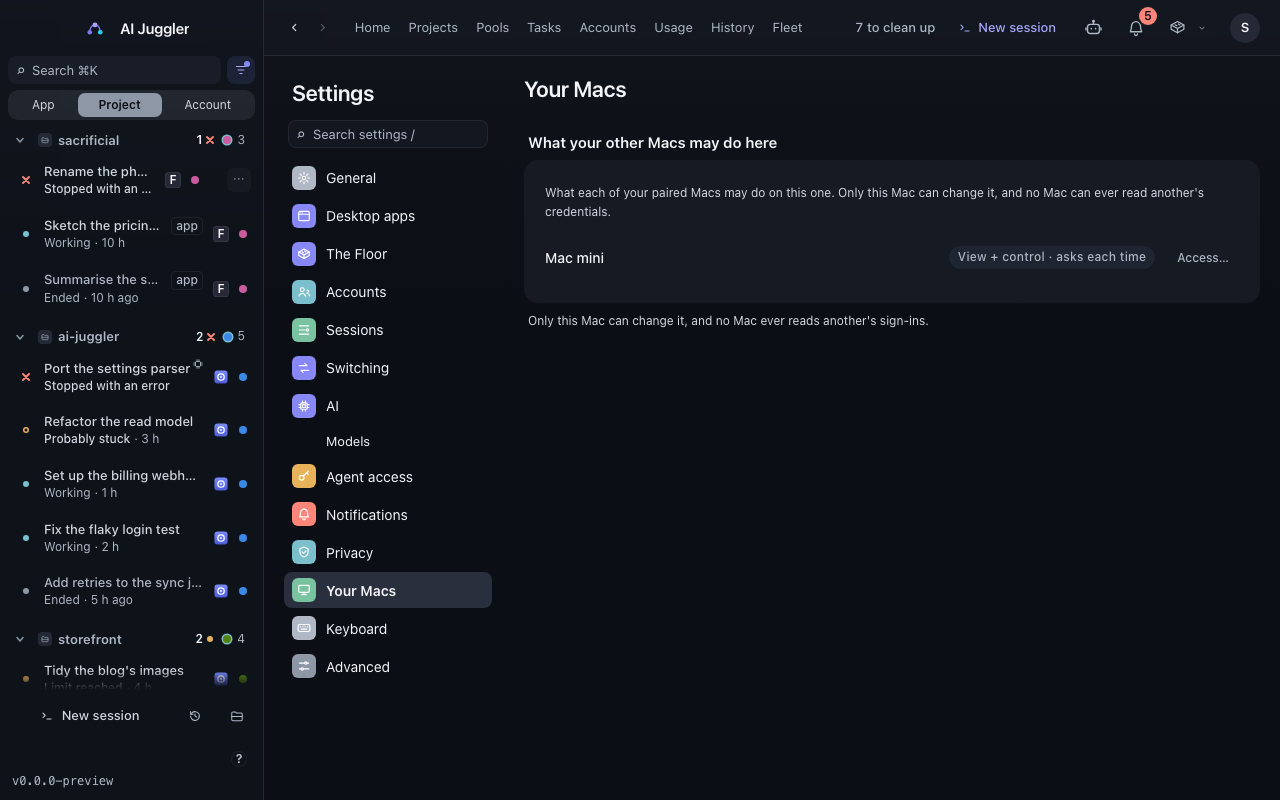 AI Juggler
Search ⌘K
App
Project
Account
sacrificial
1
3
Rename the ph...
Stopped with an ...
F
Sketch the pricin...
app
Working · 10 h
F
Summarise the s...
app
Ended · 10 h ago
F
ai-juggler
2
5
Port the settings parser
Stopped with an error
Refactor the read model
Probably stuck · 3 h
Set up the billing webh...
Working · 1 h
Fix the flaky login test
Working · 2 h
Add retries to the sync j...
Ended · 5 h ago
storefront
2
4
Tidy the blog's images
Limit reached · 4 h
New session
?
v0.0.0-preview
Home
Projects
Pools
Tasks
Accounts
Usage
History
Fleet
7 to clean up
New session
5
S
Settings
Search settings /
General
Desktop apps
The Floor
Accounts
Sessions
Switching
AI
Models
Agent access
Notifications
Privacy
Your Macs
Keyboard
Advanced
Your Macs
What your other Macs may do here
What each of your paired Macs may do on this one. Only this Mac can change it, and no Mac can ever read another's
credentials.
Mac mini
View + control · asks each time
Access...
Only this Mac can change it, and no Mac ever reads another's sign-ins.